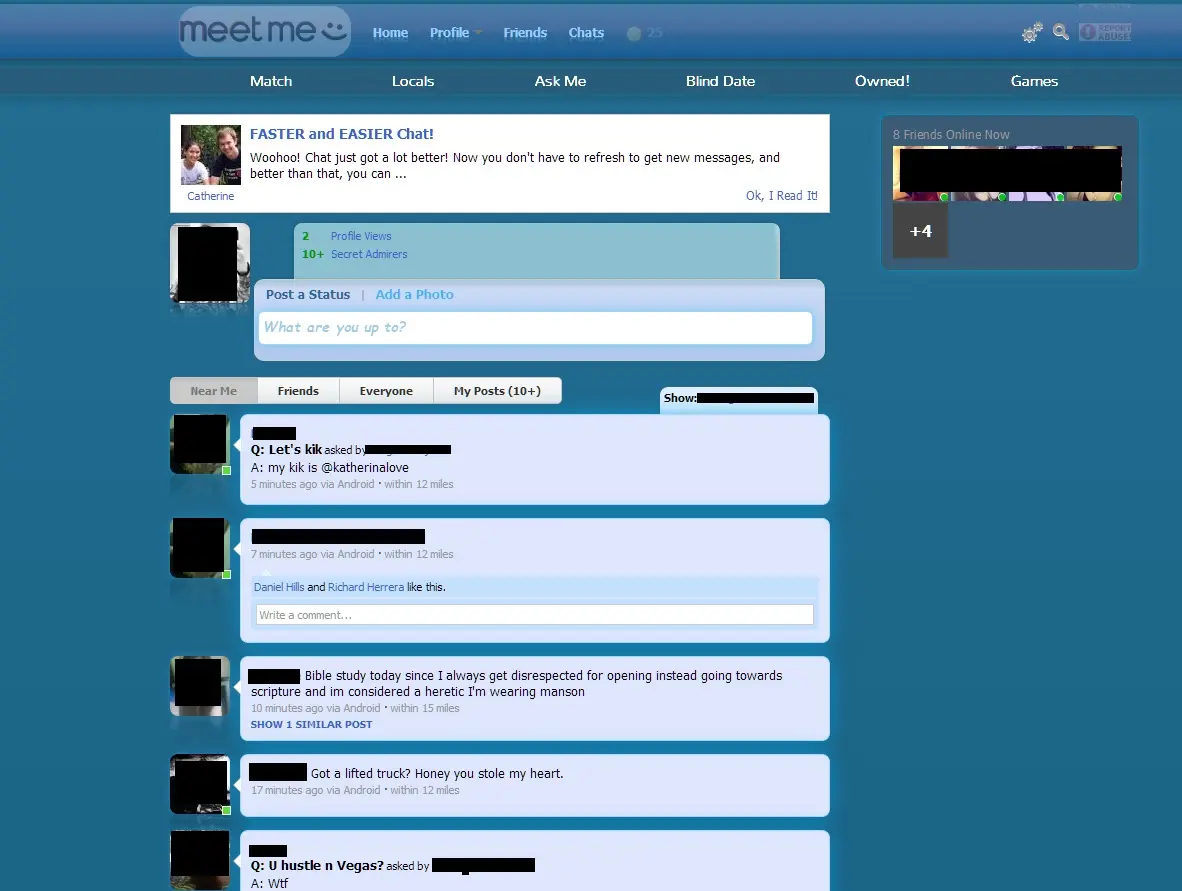 meet me
Home Profile Friends Chats 25
REPORT ABUSE
Match Locals Ask Me Blind Date Owned! Games
FASTER and EASIER Chat!
Woohoo! Chat just got a lot better! Now you don't have to refresh to get new messages, and
better than that, you can ...
Catherine
Ok, I Read It!
8 Friends Online Now
+4
2 Profile Views
10+ Secret Admirers
Post a Status | Add a Photo
What are you up to?
Near Me Friends Everyone My Posts (10+)
Show:
Q: Let's kik asked by
A: my kik is @katherinalove
5 minutes ago via Android · within 12 miles
7 minutes ago via Android · within 12 miles
Daniel Hills and Richard Herrera like this.
Write a comment...
Bible study today since I always get disrespected for opening instead going towards
scripture and im considered a heretic I'm wearing manson
10 minutes ago via Android · within 15 miles
SHOW 1 SIMILAR POST
Got a lifted truck? Honey you stole my heart.
17 minutes ago via Android · within 12 miles
Q: U hustle n Vegas? asked by
A: Wtf